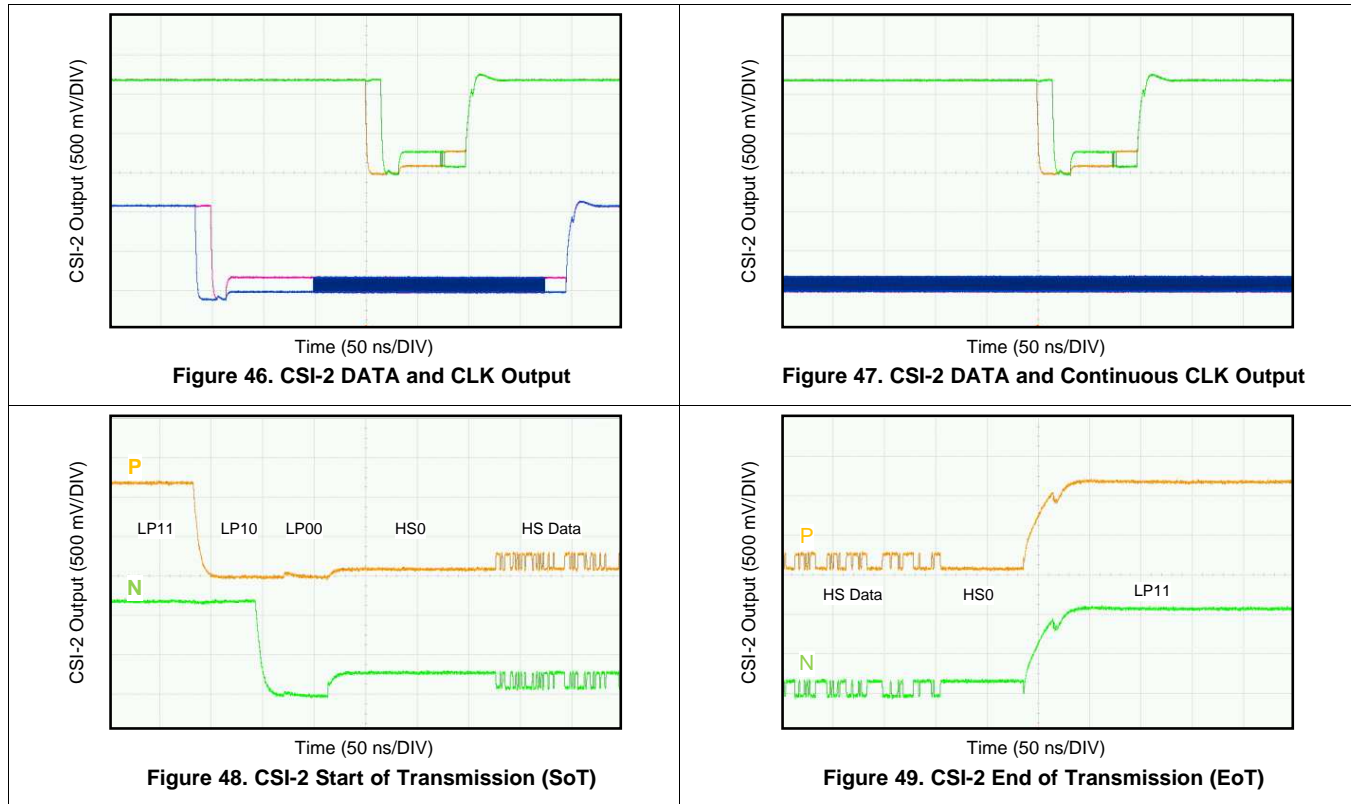 CSI-2 Output (500 mV/DIV)
Time (50 ns/DIV)
Figure 46. CSI-2 DATA and CLK Output
CSI-2 Output (500 mV/DIV)
Time (50 ns/DIV)
Figure 47. CSI-2 DATA and Continuous CLK Output
CSI-2 Output (500 mV/DIV)
P
LP11 LP10 LP00 HS0 HS Data
N
Time (50 ns/DIV)
Figure 48. CSI-2 Start of Transmission (SoT)
CSI-2 Output (500 mV/DIV)
P
HS Data HS0 LP11
N
Time (50 ns/DIV)
Figure 49. CSI-2 End of Transmission (EoT)